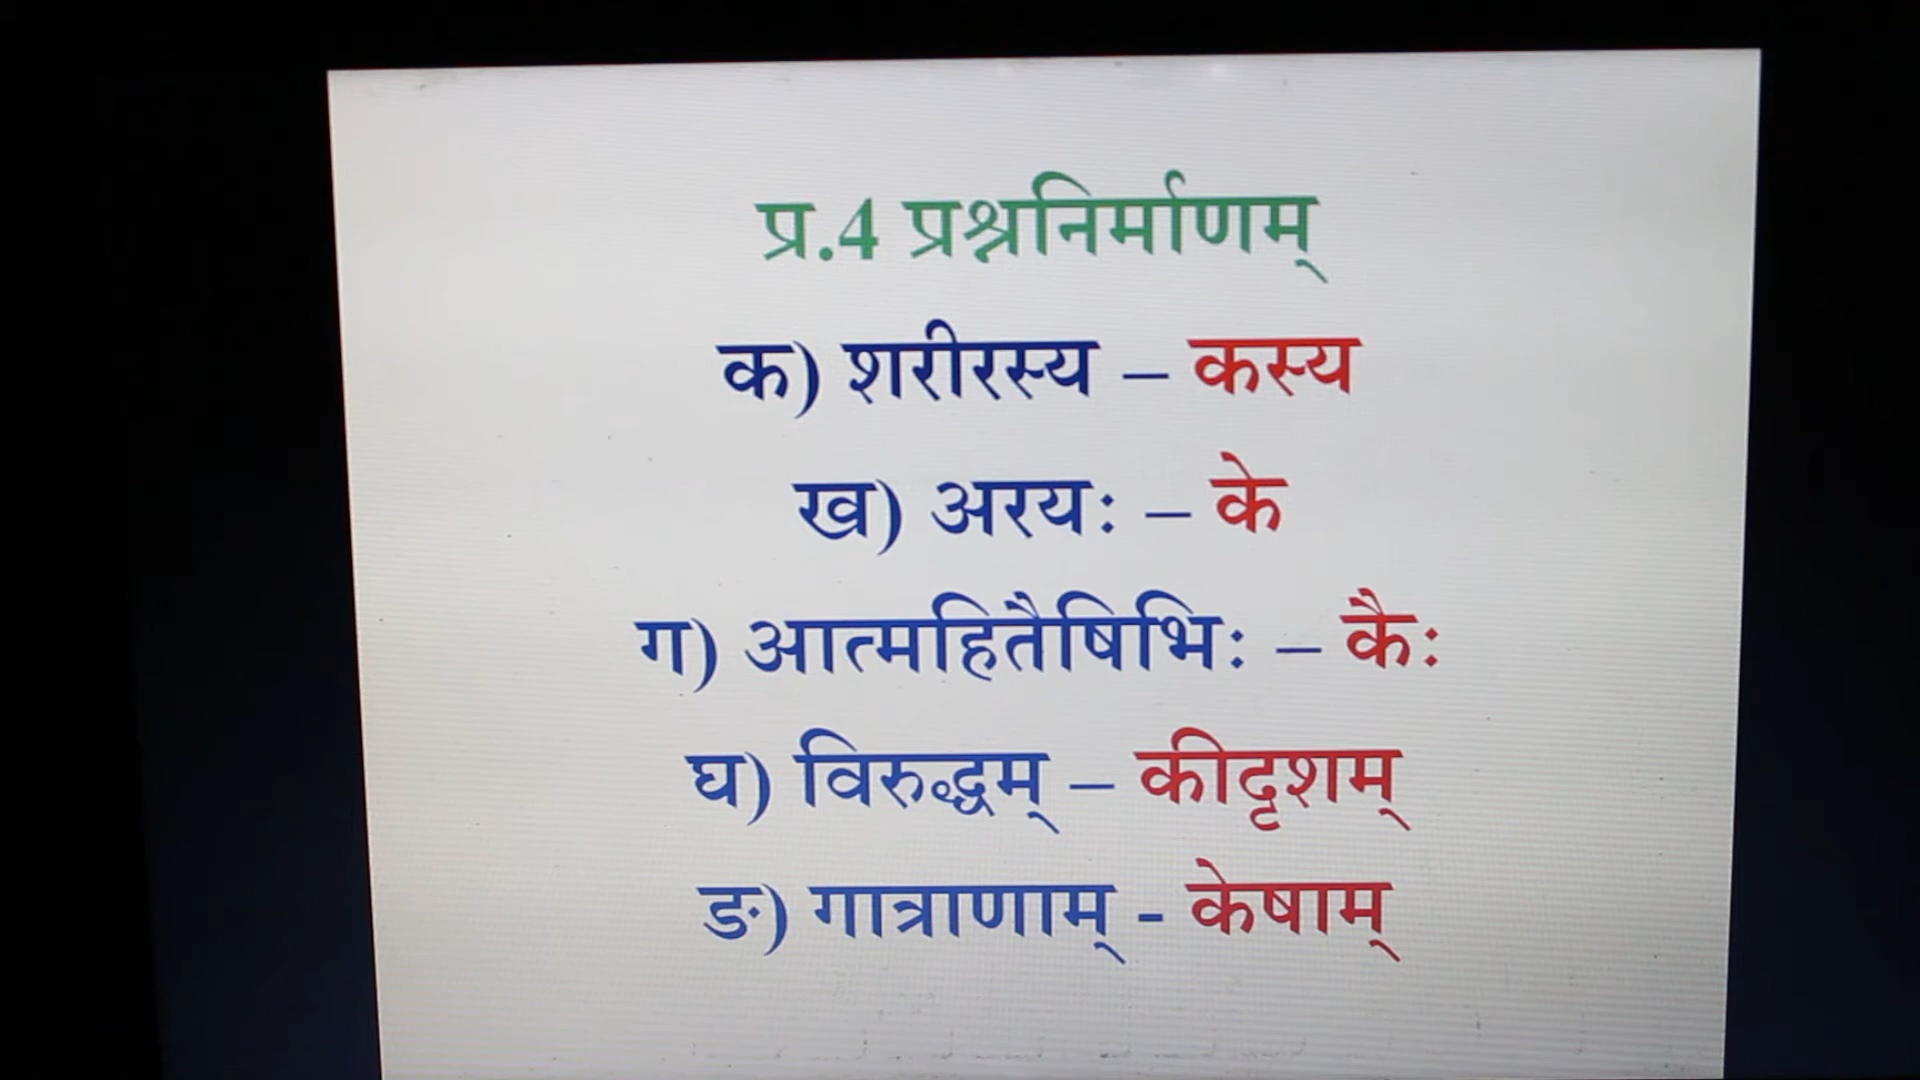 प्र.4 प्रश्ननिर्माणम्
क) शरीरस्य – कस्य
ख) अरयः – के
ग) आत्महितैषिभिः – कैः
घ) विरुद्धम् – कीदृशम्
ङ) गात्राणाम् - केषाम्